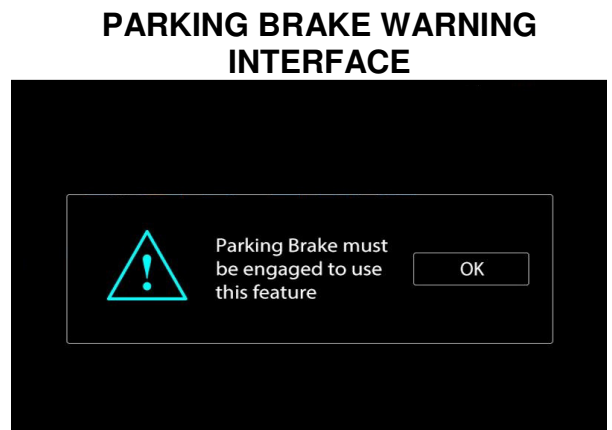 PARKING BRAKE WARNING
INTERFACE
Parking Brake must
be engaged to use
this feature
OK